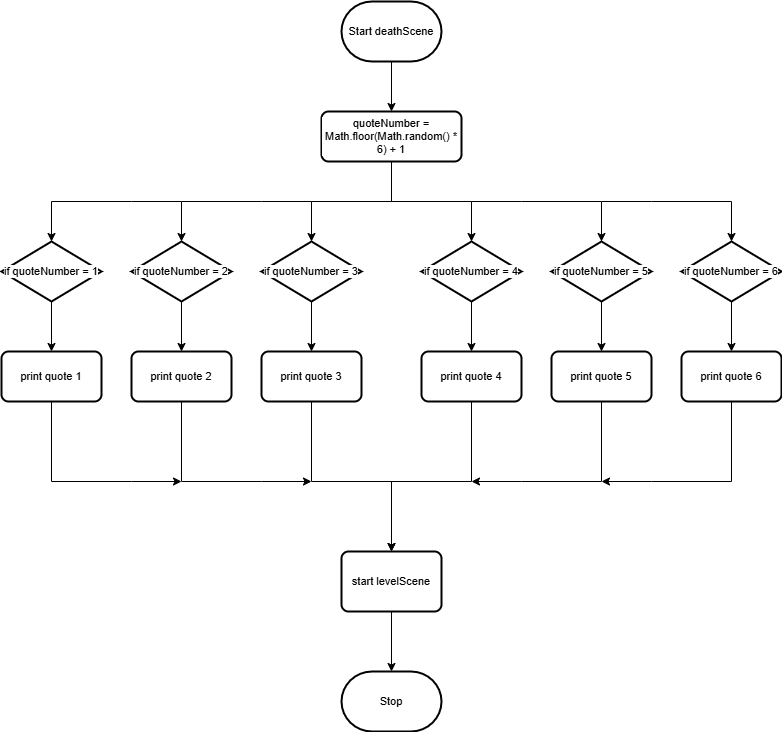 Start deathScene
quoteNumber =
Math.floor(Math.random() *
6) + 1
if quoteNumber = 1
if quoteNumber = 2
if quoteNumber = 3
if quoteNumber = 4
if quoteNumber = 5
if quoteNumber = 6
print quote 1
print quote 2
print quote 3
print quote 4
print quote 5
print quote 6
start levelScene
Stop